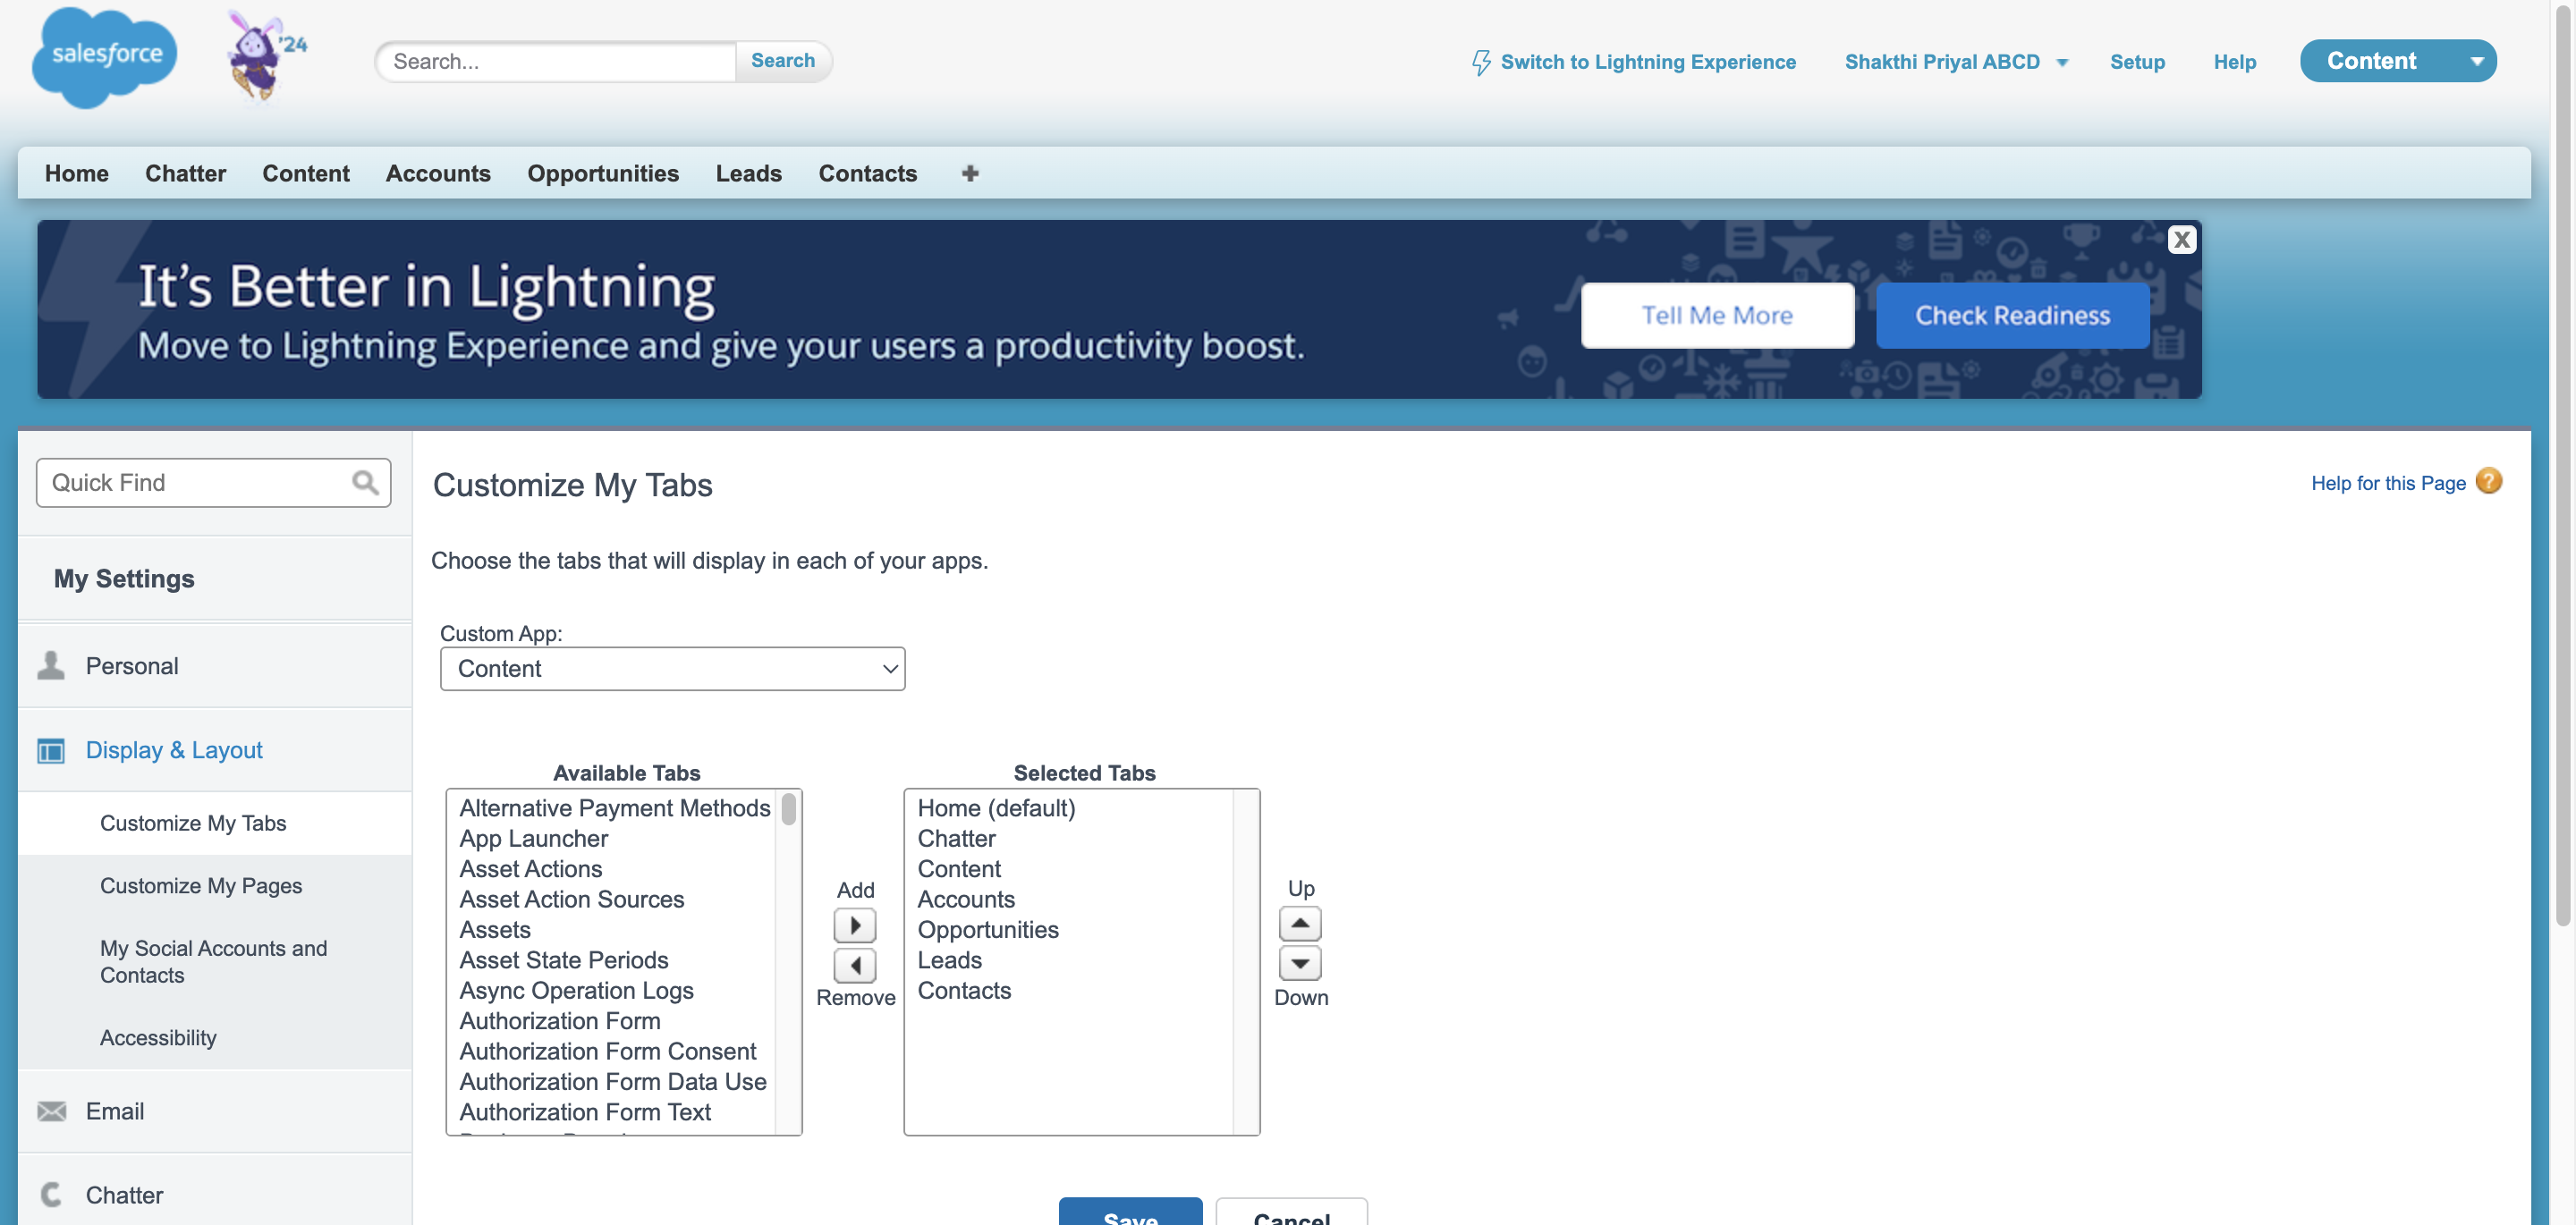 salesforce
'24
Search...
Search
Switch to Lightning Experience
Shakthi Priyal ABCD
Setup
Help
Content
Home
Chatter
Content
Accounts
Opportunities
Leads
Contacts
It's Better in Lightning
Move to Lightning Experience and give your users a productivity boost.
Tell Me More
Check Readiness
X
Quick Find
My Settings
Personal
Display & Layout
Customize My Tabs
Customize My Pages
My Social Accounts and
Contacts
Accessibility
Email
Chatter
Customize My Tabs
Help for this Page
?
Choose the tabs that will display in each of your apps.
Custom App:
Content
Available Tabs
Alternative Payment Methods
App Launcher
Asset Actions
Asset Action Sources
Assets
Asset State Periods
Async Operation Logs
Authorization Form
Authorization Form Consent
Authorization Form Data Use
Authorization Form Text
Add
Remove
Selected Tabs
Home (default)
Chatter
Content
Accounts
Opportunities
Leads
Contacts
Up
Down
Save
Cancel